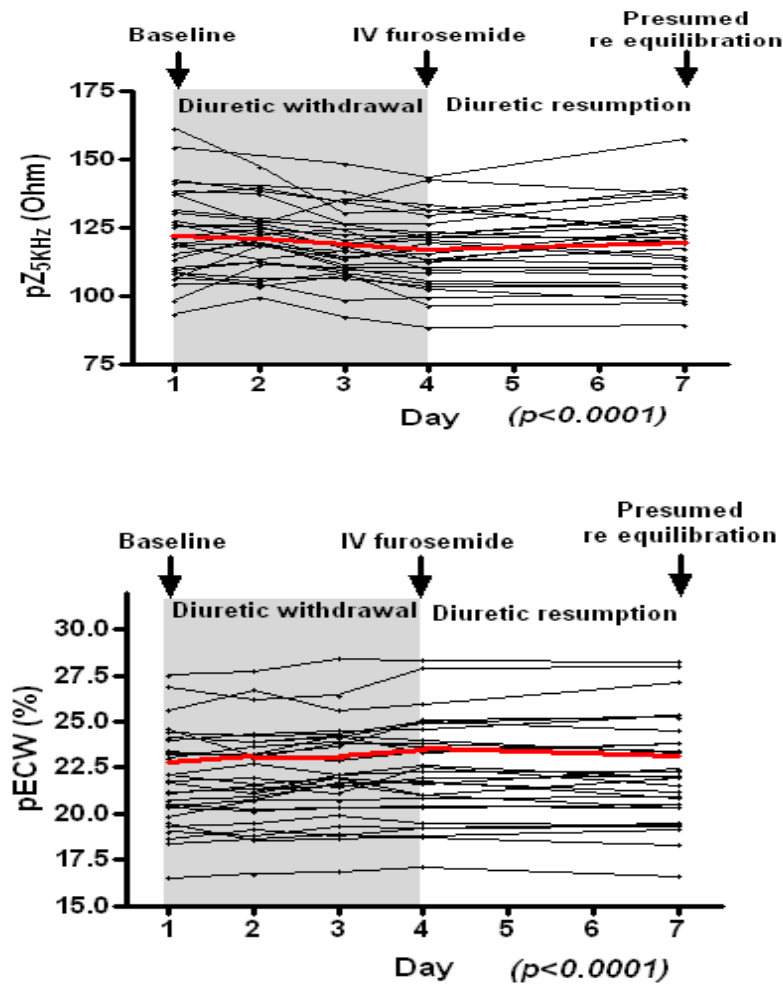 Presumed
Baseline IV furosemide re equilibration
175
Diuretic withdrawal Diuretic resumption
150
125
100
75
pZ5KHz (Ohm)
1 2 3 4 5 6 7
Day (p<0.0001)
Presumed
Baseline IV furosemide re equilibration
Diuretic withdrawal Diuretic resumption
30.0
27.5
25.0
22.5
20.0
17.5
15.0
pECW (%)
1 2 3 4 5 6 7
Day (p<0.0001)